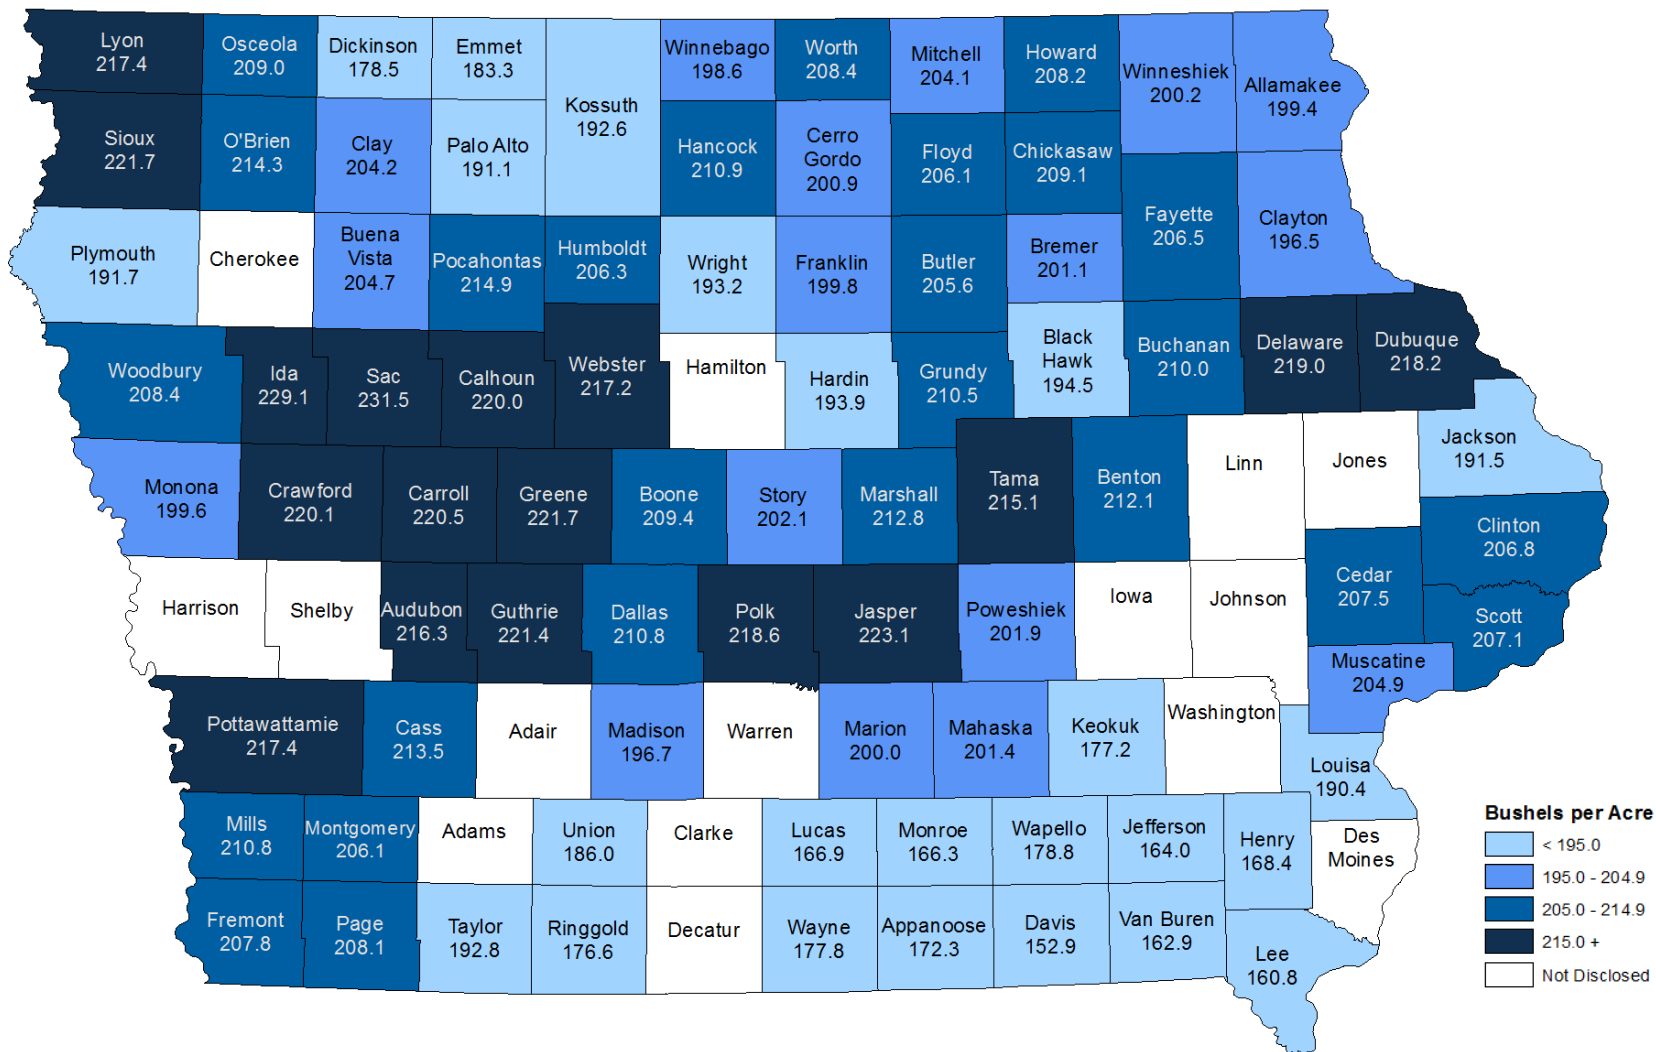 Lyon
217.4
Osceola
209.0
Dickinson
178.5
Emmet
183.3
Kossuth
192.6
Winnebago
198.6
Worth
208.4
Mitchell
204.1
Howard
208.2
Winneshiek
200.2
Allamakee
199.4
Sioux
221.7
O'Brien
214.3
Clay
204.2
Palo Alto
191.1
Hancock
210.9
Cerro
Gordo
200.9
Floyd
206.1
Chickasaw
209.1
Fayette
206.5
Clayton
196.5
Plymouth
191.7
Cherokee
Buena
Vista
204.7
Pocahontas
214.9
Humboldt
206.3
Wright
193.2
Franklin
199.8
Butler
205.6
Bremer
201.1
Woodbury
208.4
Ida
229.1
Sac
231.5
Calhoun
220.0
Webster
217.2
Hamilton
Hardin
193.9
Grundy
210.5
Black
Hawk
194.5
Buchanan
210.0
Delaware
219.0
Dubuque
218.2
Monona
199.6
Crawford
220.1
Carroll
220.5
Greene
221.7
Boone
209.4
Story
202.1
Marshall
212.8
Tama
215.1
Benton
212.1
Linn
Jones
Jackson
191.5
Clinton
206.8
Harrison
Shelby
Audubon
216.3
Guthrie
221.4
Dallas
210.8
Polk
218.6
Jasper
223.1
Poweshiek
201.9
Iowa
Johnson
Cedar
207.5
Scott
207.1
Muscatine
204.9
Pottawattamie
217.4
Cass
213.5
Adair
Madison
196.7
Warren
Marion
200.0
Mahaska
201.4
Keokuk
177.2
Washington
Louisa
190.4
Mills
210.8
Montgomery
206.1
Adams
Union
186.0
Clarke
Lucas
166.9
Monroe
166.3
Wapello
178.8
Jefferson
164.0
Henry
168.4
Des
Moines
Fremont
207.8
Page
208.1
Taylor
192.8
Ringgold
176.6
Decatur
Wayne
177.8
Appanoose
172.3
Davis
152.9
Van Buren
162.9
Lee
160.8
Bushels per Acre
< 195.0
195.0 - 204.9
205.0 - 214.9
215.0 +
Not Disclosed